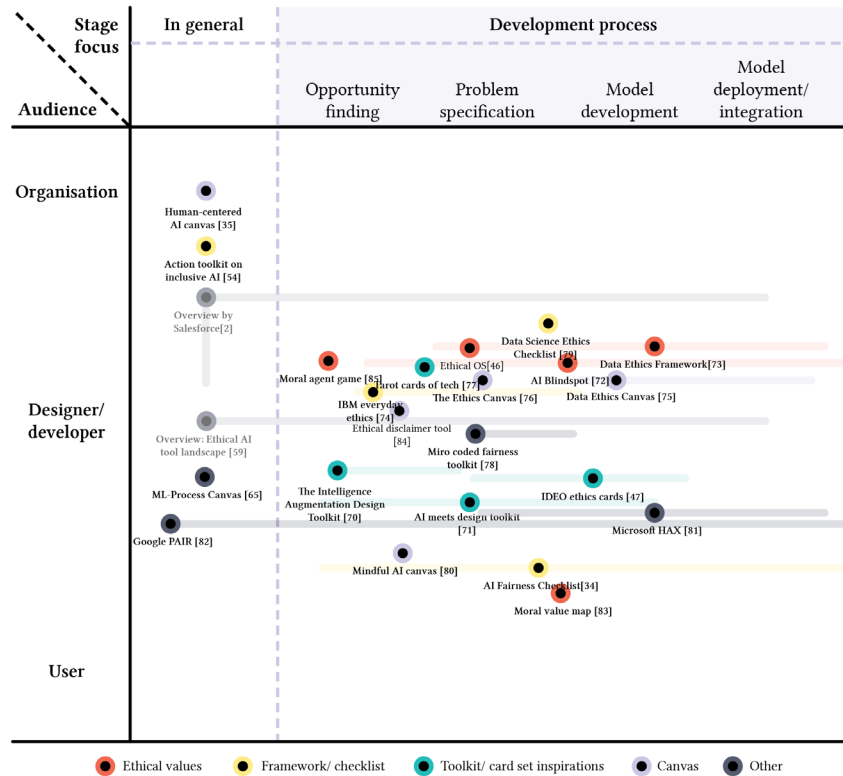 Stage
focus
In general
Development process
Opportunity
finding
Problem
specification
Model
development
Model
deployment/
integration
Audience
Organisation
Human-centered
AI canvas [35]
Action toolkit on
inclusive AI [54]
Overview by
Salesforce[2]
Data Science Ethics
Checklist [79]
Ethical OS[46]
Data Ethics Framework[73]
Moral agent game [85]
Tarot cards of tech [77]
AI Blindspot [72]
The Ethics Canvas [76]
Data Ethics Canvas [75]
IBM everyday
ethics [74]
Designer/
developer
Ethical disclaimer tool
[84]
Overview: Ethical AI
tool landscape [59]
Miro coded fairness
toolkit [78]
ML-Process Canvas [65]
The Intelligence
Augmentation Design
Toolkit [70]
IDEO ethics cards [47]
AI meets design toolkit
[71]
Microsoft HAX [81]
Google PAIR [82]
Mindful AI canvas [80]
AI Fairness Checklist[34]
Moral value map [83]
User
Ethical values
Framework/ checklist
Toolkit/ card set inspirations
Canvas
Other